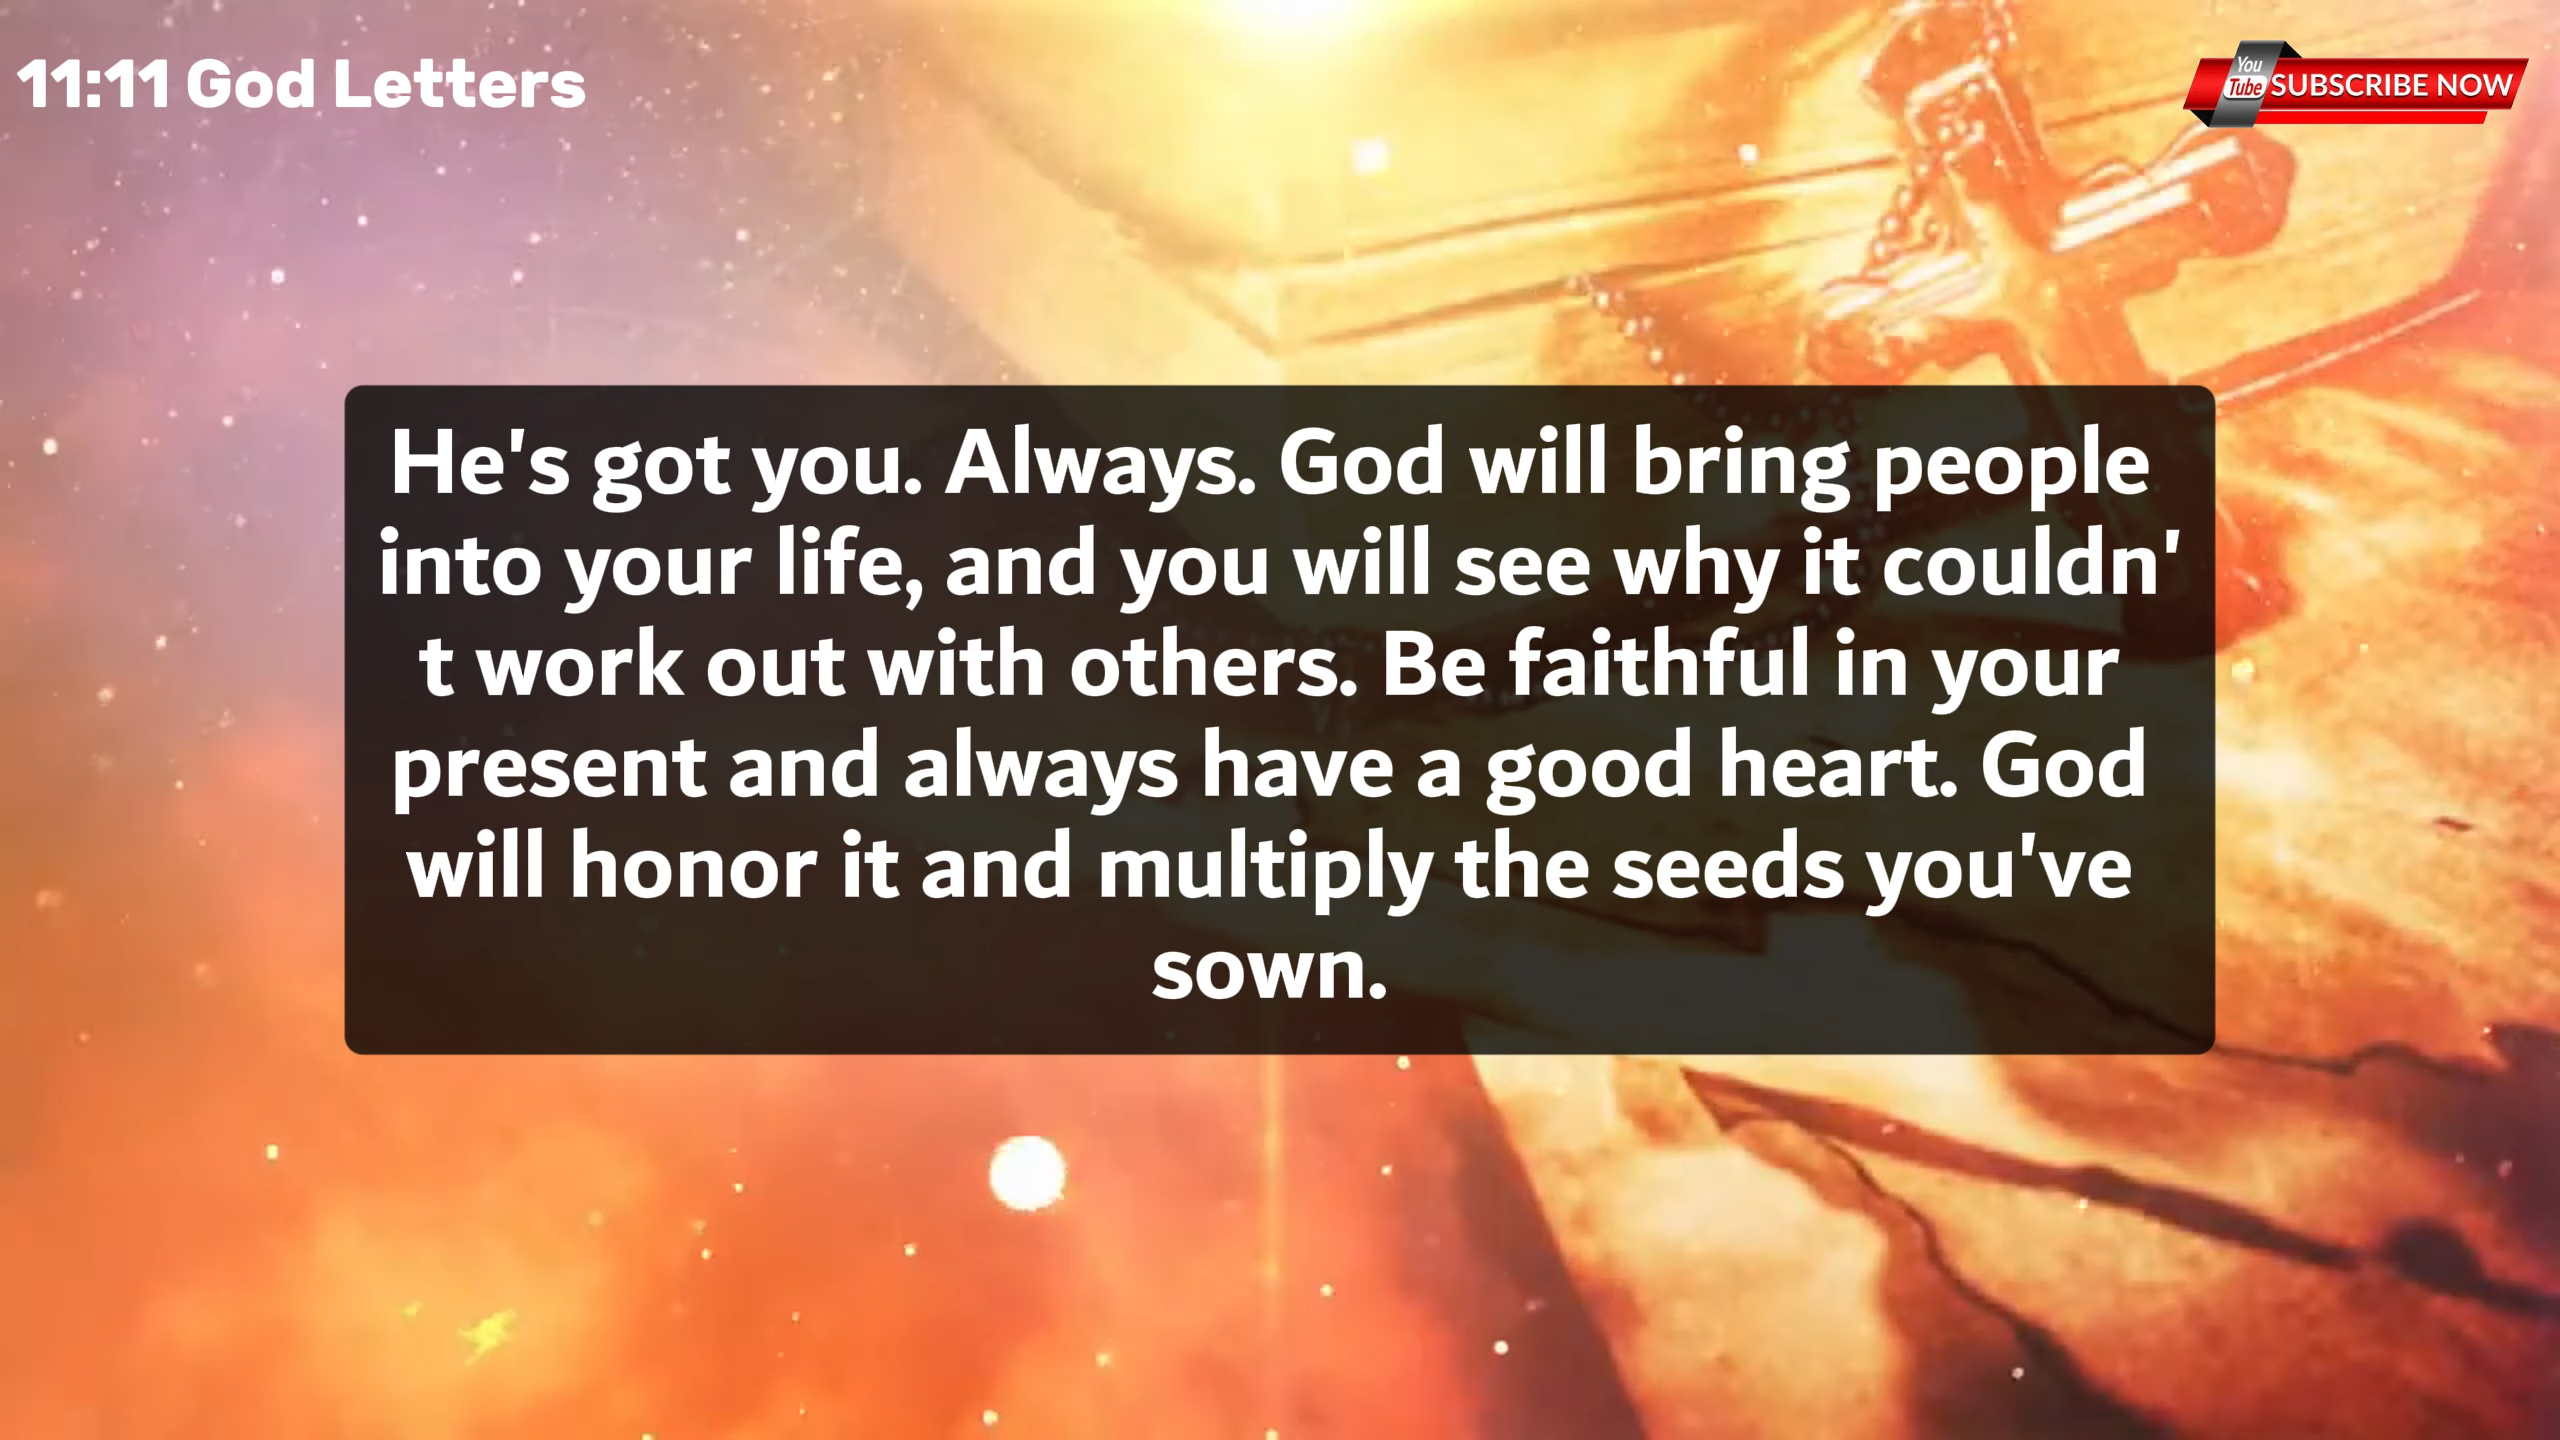 11:11 God Letters
You
Tube
SUBSCRIBE NOW
He's got you. Always. God will bring people
into your life, and you will see why it couldn'
t work out with others. Be faithful in your
present and always have a good heart. God
will honor it and multiply the seeds you've
sown.